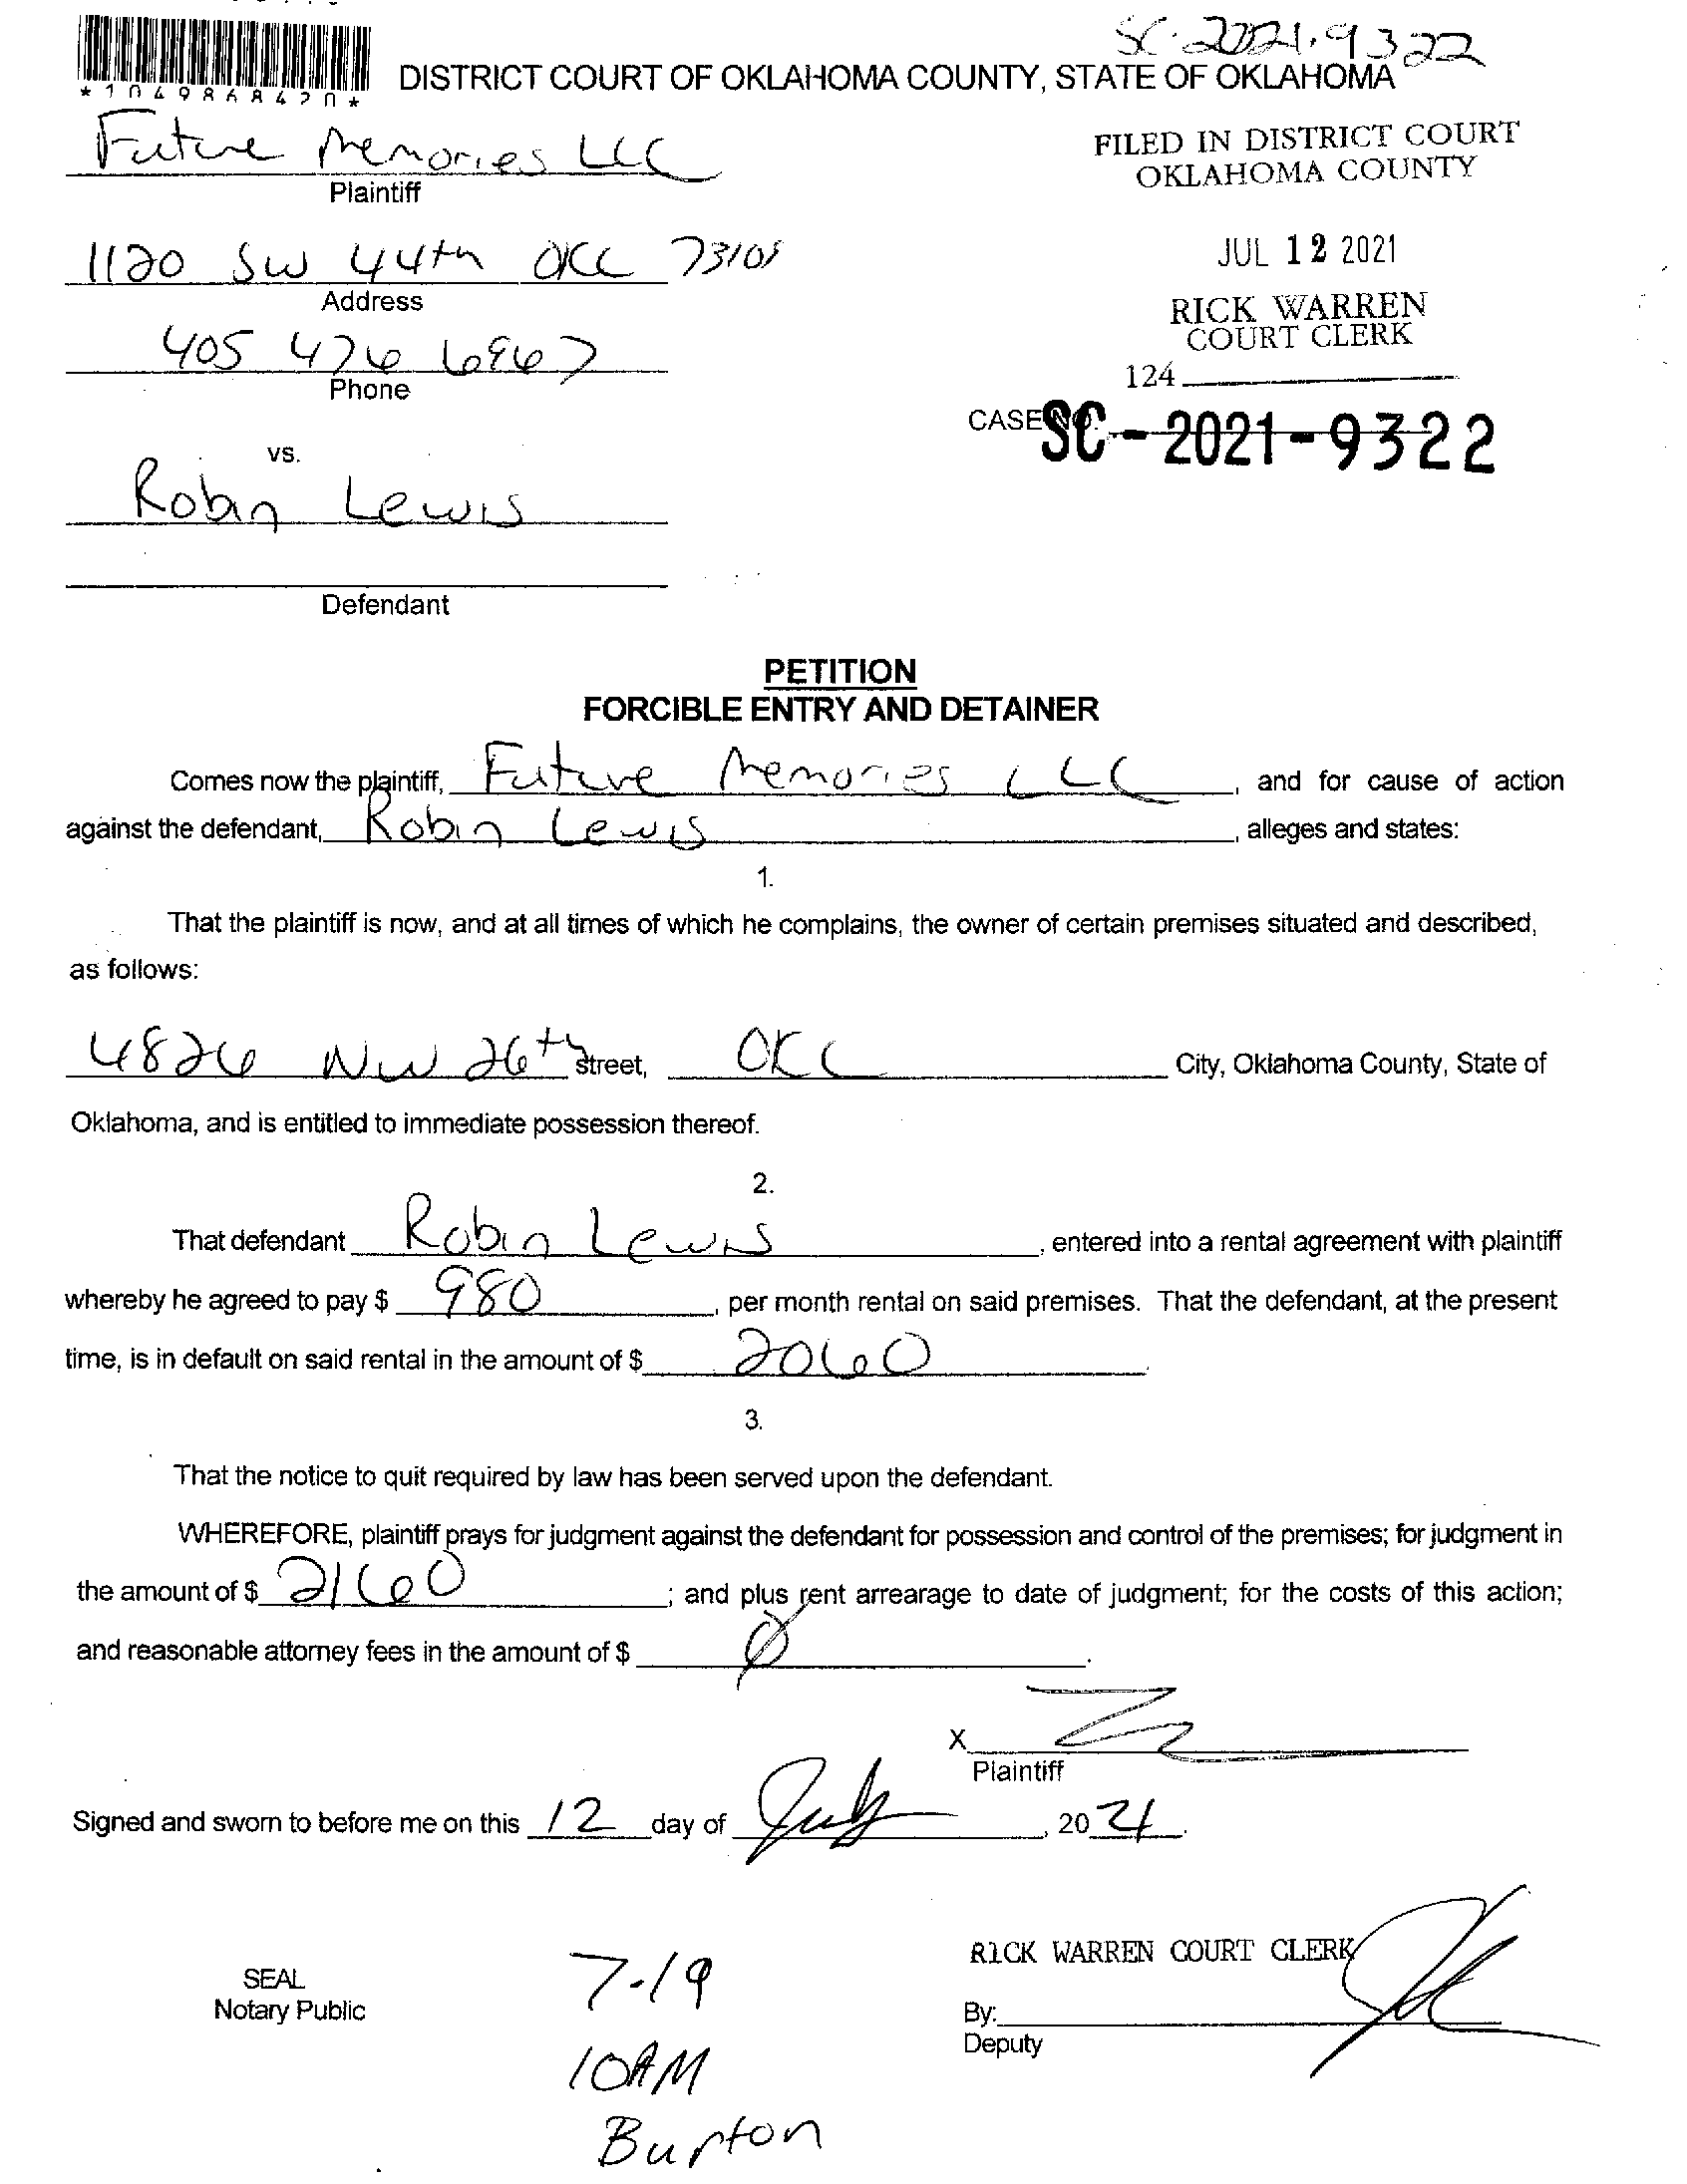 SC-2021-9322
*1049868420*
DISTRICT COURT OF OKLAHOMA COUNTY, STATE OF OKLAHOMA
Future Memories LLC
Plaintiff
FILED IN DISTRICT COURT
OKLAHOMA COUNTY
1120 SW 44th OKC 73109
Address
JUL 12 2021
RICK WARREN
COURT CLERK
405 476 6967
Phone
124
CASE NO. SC-2021-9322
vs.
Robin Lewis
Defendant
PETITION
FORCIBLE ENTRY AND DETAINER
Comes now the plaintiff, Future Memories LLC, and for cause of action
against the defendant, Robin Lewis, alleges and states:
1.
That the plaintiff is now, and at all times of which he complains, the owner of certain premises situated and described,
as follows:
4826 NW 26th Street, OKC City, Oklahoma County, State of
Oklahoma, and is entitled to immediate possession thereof.
2.
That defendant Robin Lewis, entered into a rental agreement with plaintiff
whereby he agreed to pay $ 980, per month rental on said premises. That the defendant, at the present
time, is in default on said rental in the amount of $ 2060.
3.
That the notice to quit required by law has been served upon the defendant.
WHEREFORE, plaintiff prays for judgment against the defendant for possession and control of the premises; for judgment in
the amount of $ 2160; and plus rent arrearage to date of judgment; for the costs of this action;
and reasonable attorney fees in the amount of $ Ø.
X
Plaintiff
Signed and sworn to before me on this 12 day of July, 2021.
RICK WARREN COURT CLERK
SEAL
Notary Public
7-19
By:
Deputy
10AM
Burton